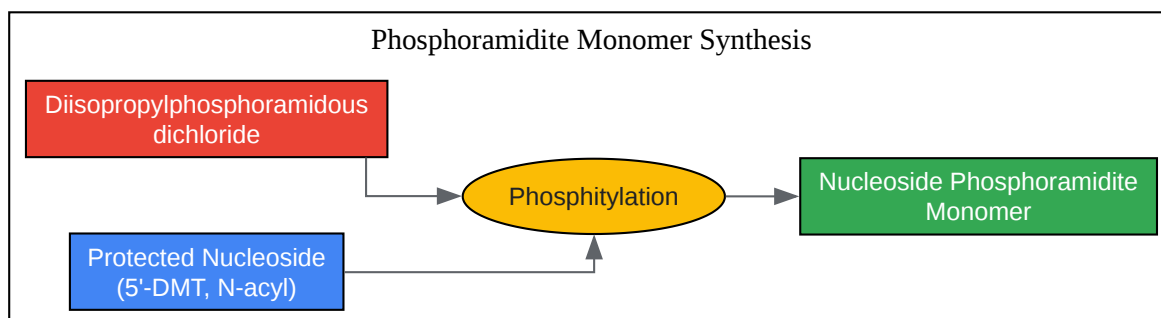 Phosphoramidite Monomer Synthesis
Diisopropylphosphoramidous
dichloride
Phosphitylation
Nucleoside Phosphoramidite
Monomer
Protected Nucleoside
(5'-DMT, N-acyl)